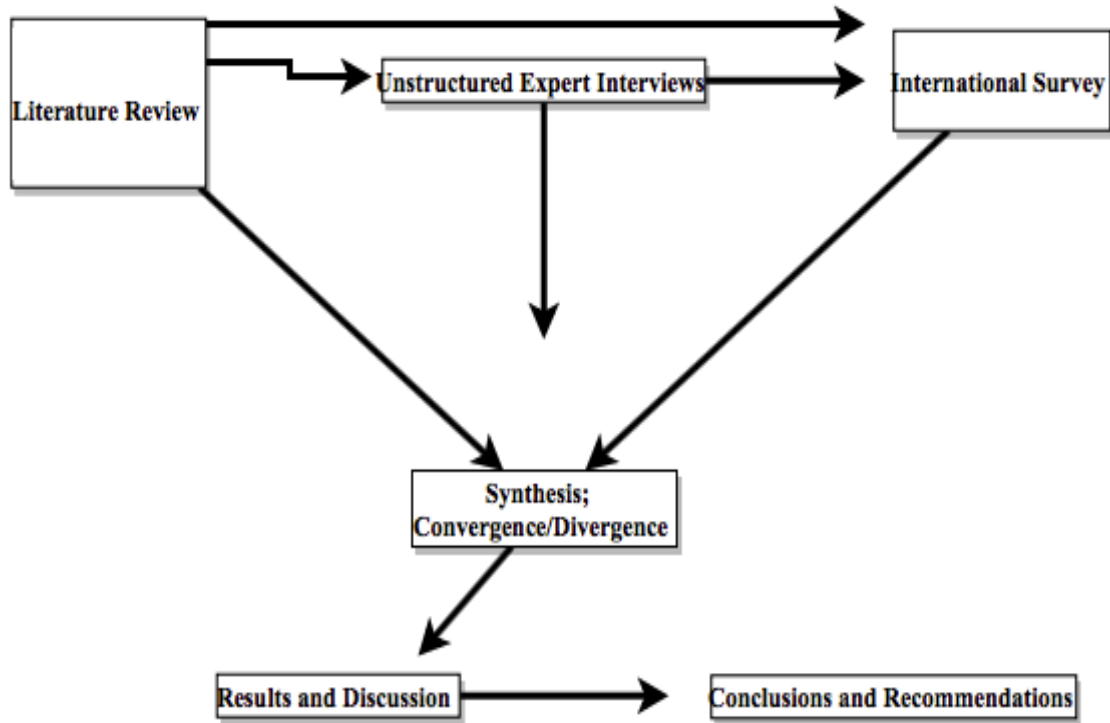 Literature Review
Unstructured Expert Interviews
International Survey
Synthesis;
Convergence/Divergence
Results and Discussion
Conclusions and Recommendations